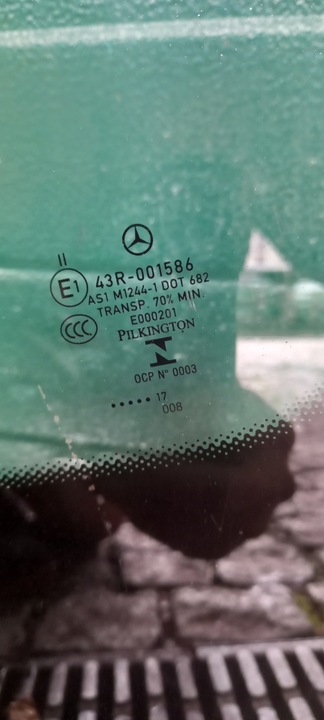 II
E1 43R-001586
AS1 M1244-1 DOT 682
TRANSP. 70% MIN.
CCC E000201
PILKINGTON
OCP N° 0003
..... 17
008